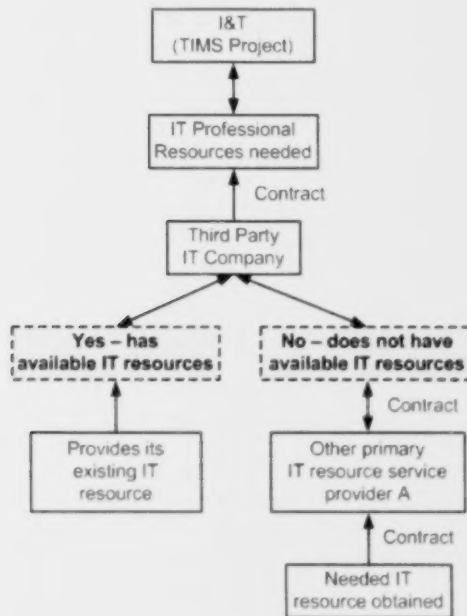 I&T
(TIMS Project)
IT Professional
Resources needed
Contract
Third Party
IT Company
Yes – has
available IT resources
No – does not have
available IT resources
Contract
Provides its
existing IT
resource
Other primary
IT resource service
provider A
Contract
Needed IT
resource obtained